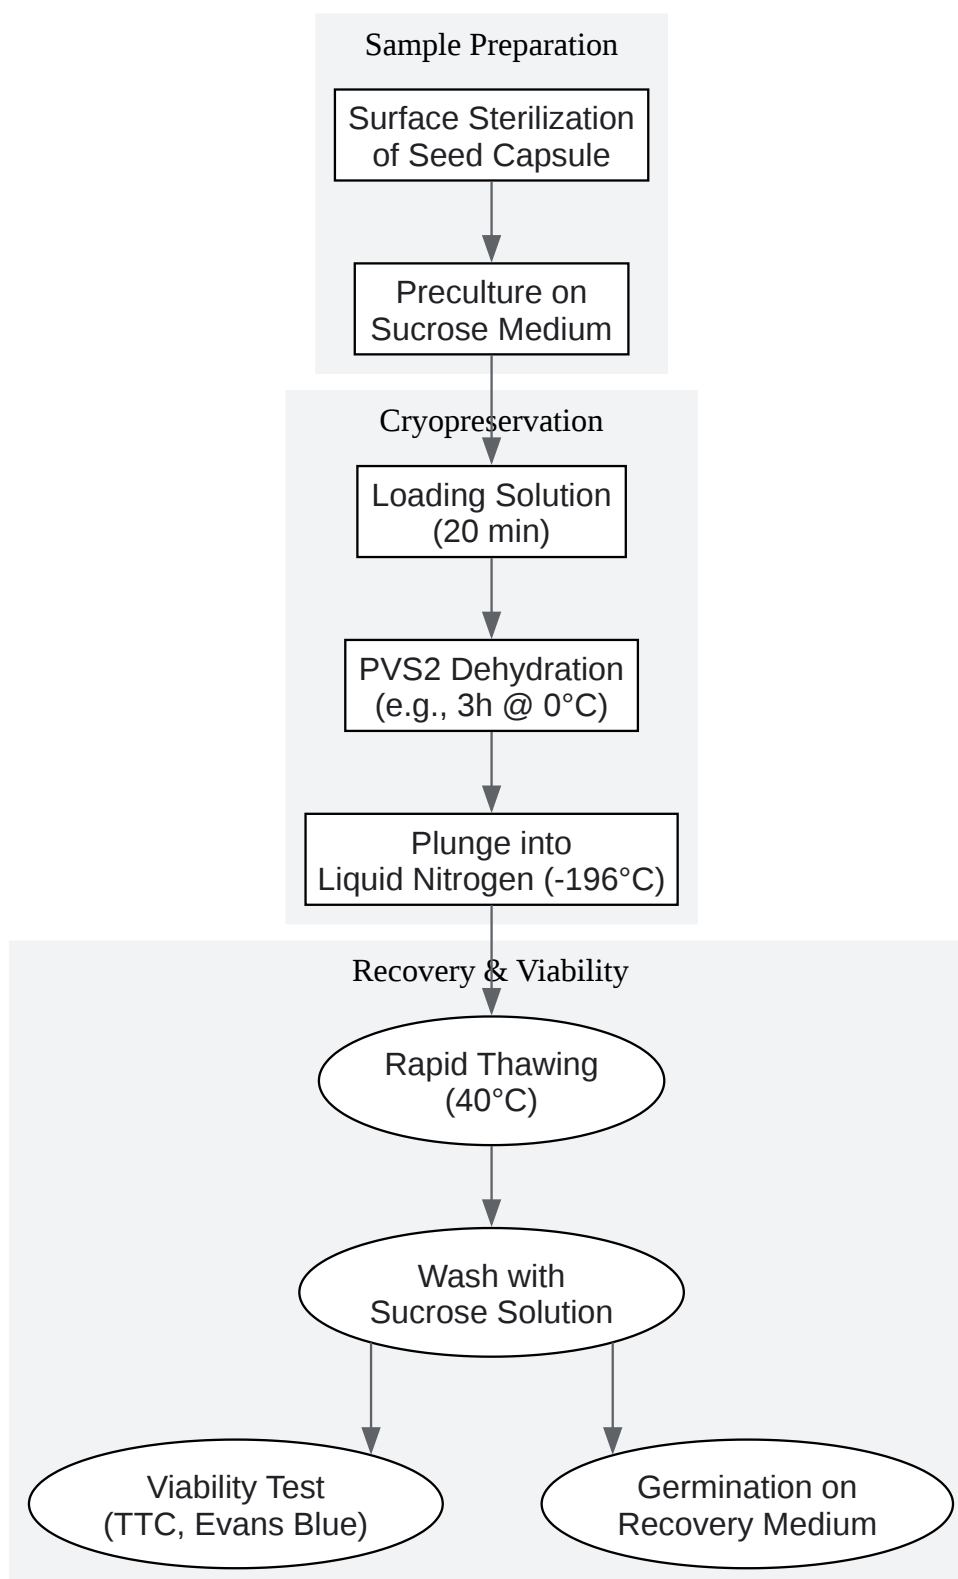 Sample Preparation
Surface Sterilization
of Seed Capsule
Preculture on
Sucrose Medium
Cryopreservation
Loading Solution
(20 min)
PVS2 Dehydration
(e.g., 3h @ 0°C)
Plunge into
Liquid Nitrogen (-196°C)
Recovery & Viability
Rapid Thawing
(40°C)
Wash with
Sucrose Solution
Viability Test
(TTC, Evans Blue)
Germination on
Recovery Medium